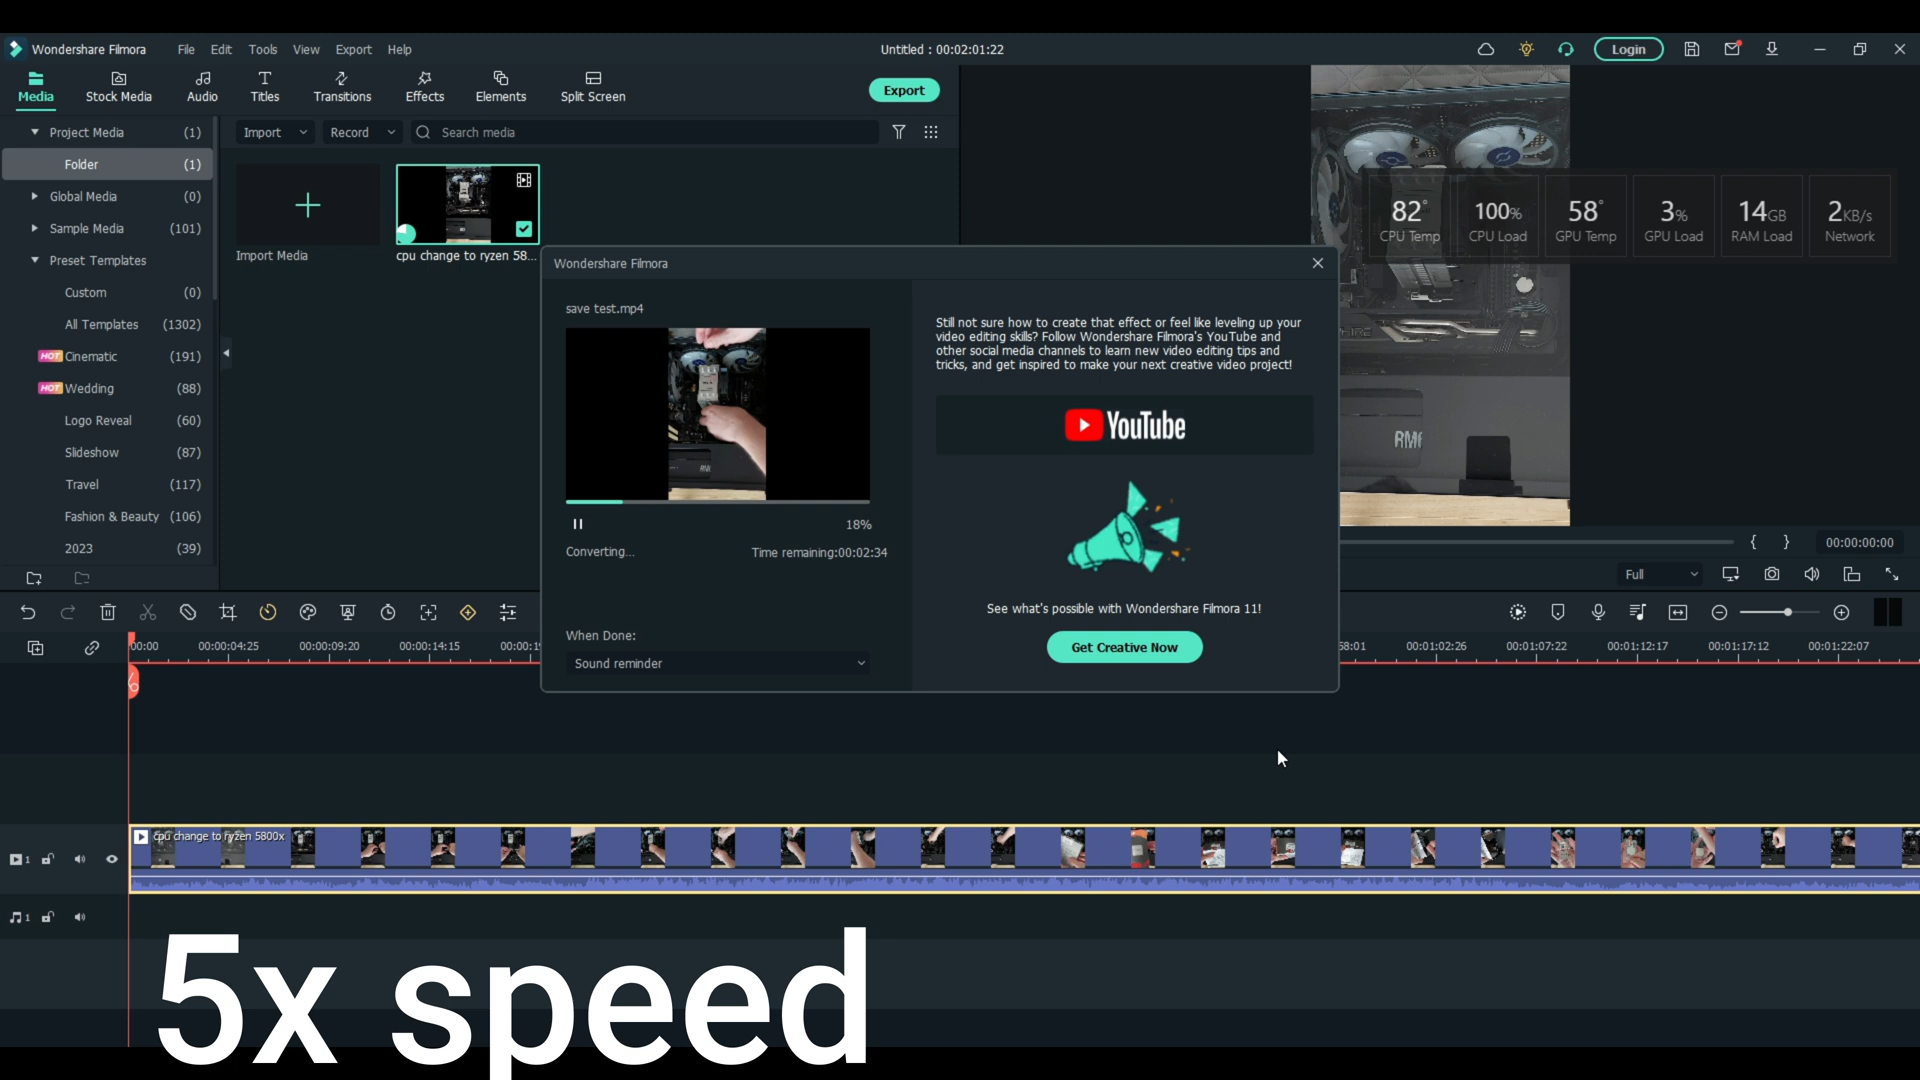 Wondershare Filmora File Edit Tools View Export Help Untitled : 00:02:01:22 Login
Media Stock Media Audio Titles Transitions Effects Elements Split Screen Export
Project Media (1)
Folder (1)
Global Media (0)
Sample Media (101)
Preset Templates
Custom (0)
All Templates (1302)
HOT Cinematic (191)
HOT Wedding (88)
Logo Reveal (60)
Slideshow (87)
Travel (117)
Fashion & Beauty (106)
2023 (39)
Import Record Search media
Import Media cpu change to ryzen 58...
82° 100% 58° 3% 14GB 2KB/s
CPU Temp CPU Load GPU Temp GPU Load RAM Load Network
Wondershare Filmora
save test.mp4
18%
Converting... Time remaining:00:02:34
When Done:
Sound reminder
Still not sure how to create that effect or feel like leveling up your
video editing skills? Follow Wondershare Filmora's YouTube and
other social media channels to learn new video editing tips and
tricks, and get inspired to make your next creative video project!
YouTube
See what's possible with Wondershare Filmora 11!
Get Creative Now
{ } 00:00:00:00
Full
00:00 00:00:04:25 00:00:09:20 00:00:14:15 00:00:1 58:01 00:01:02:26 00:01:07:22 00:01:12:17 00:01:17:12 00:01:22:07
cpu change to ryzen 5800x
1
1
5x speed